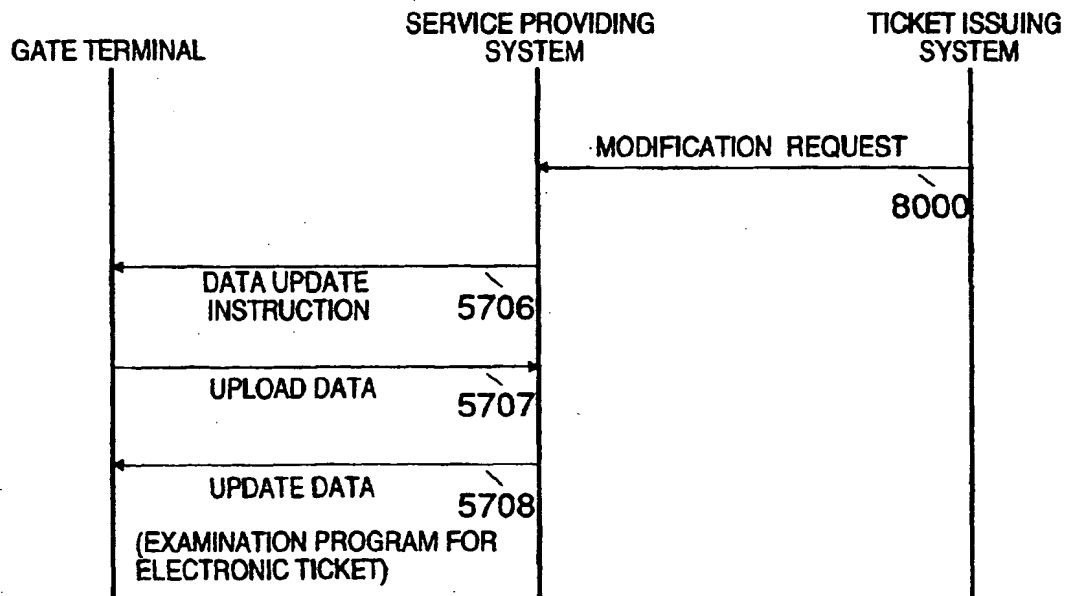 GATE TERMINAL
SERVICE PROVIDING
SYSTEM
TICKET ISSUING
SYSTEM
MODIFICATION REQUEST
8000
DATA UPDATE
INSTRUCTION
5706
UPLOAD DATA
5707
UPDATE DATA
5708
(EXAMINATION PROGRAM FOR
ELECTRONIC TICKET)